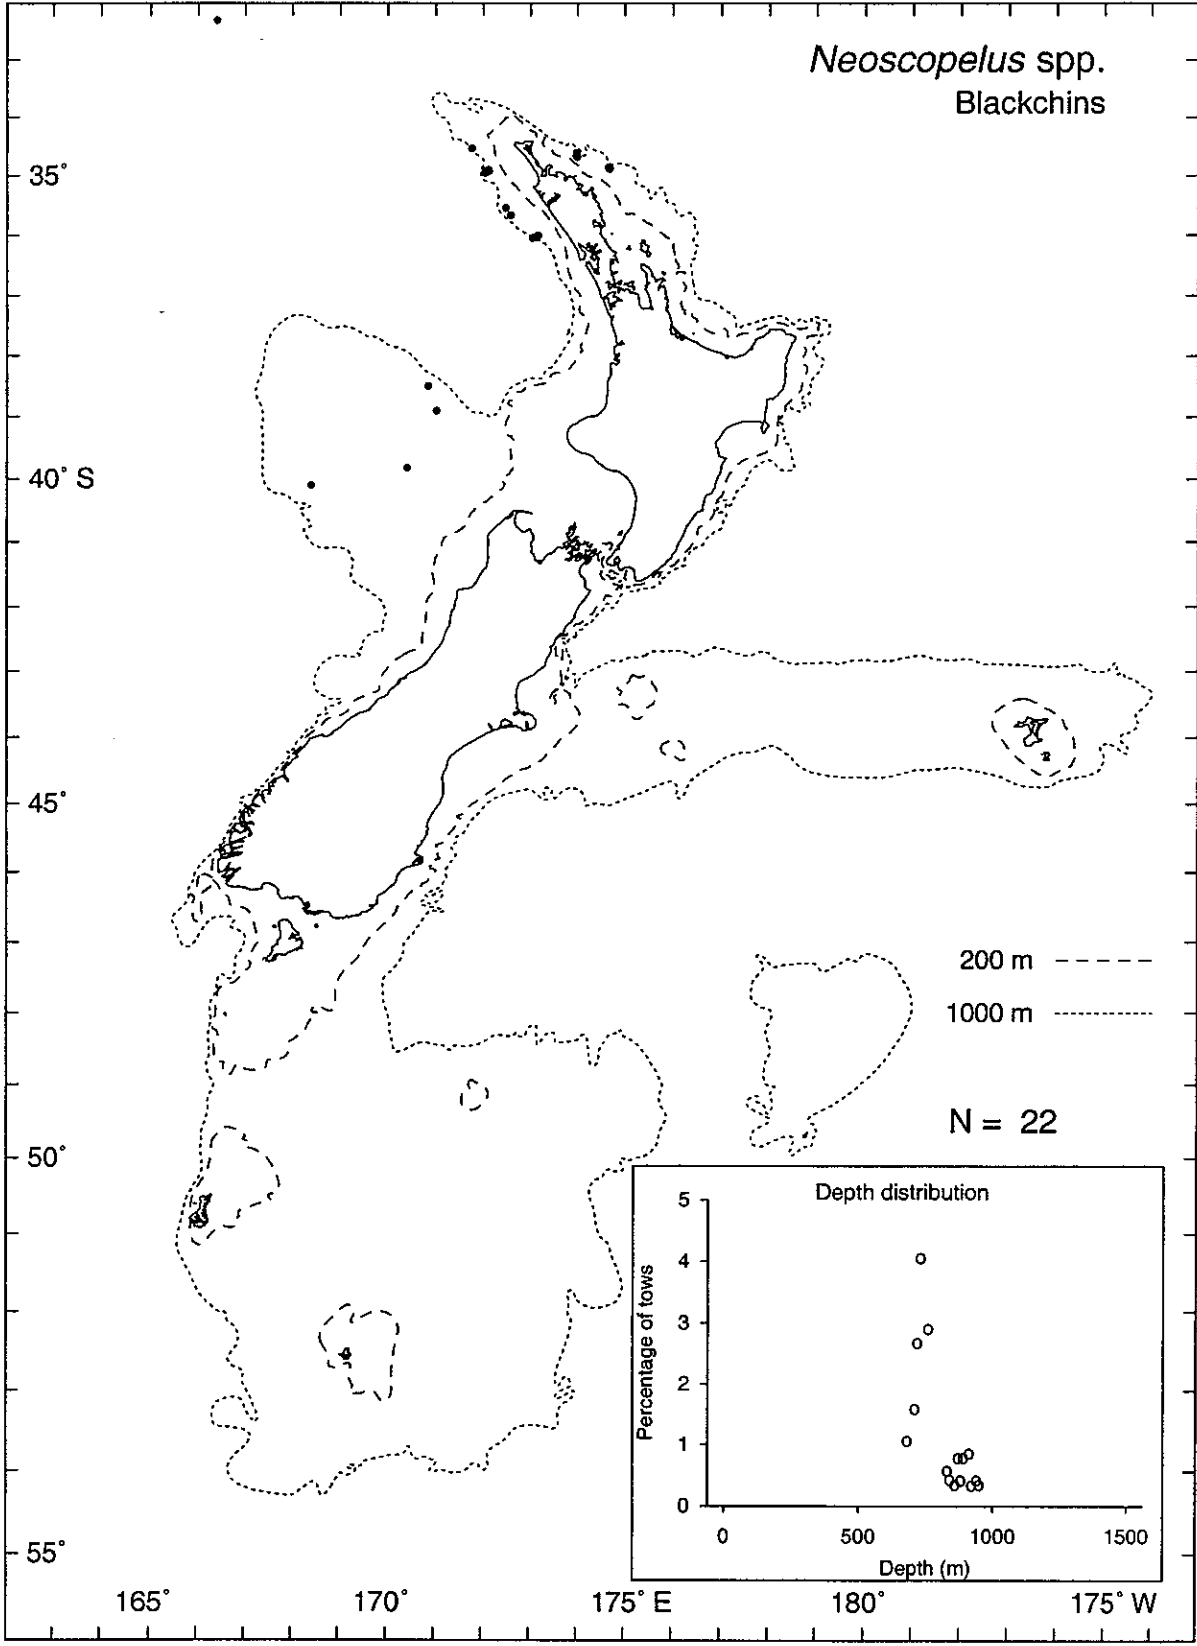 Neoscopelus spp.
Blackchins
35°
40° S
45°
50°
55°
200 m
1000 m
N = 22
Depth distribution
5
4
3
2
1
0
Percentage of tows
0 500 1000 1500
Depth (m)
165° 170° 175° E 180° 175° W